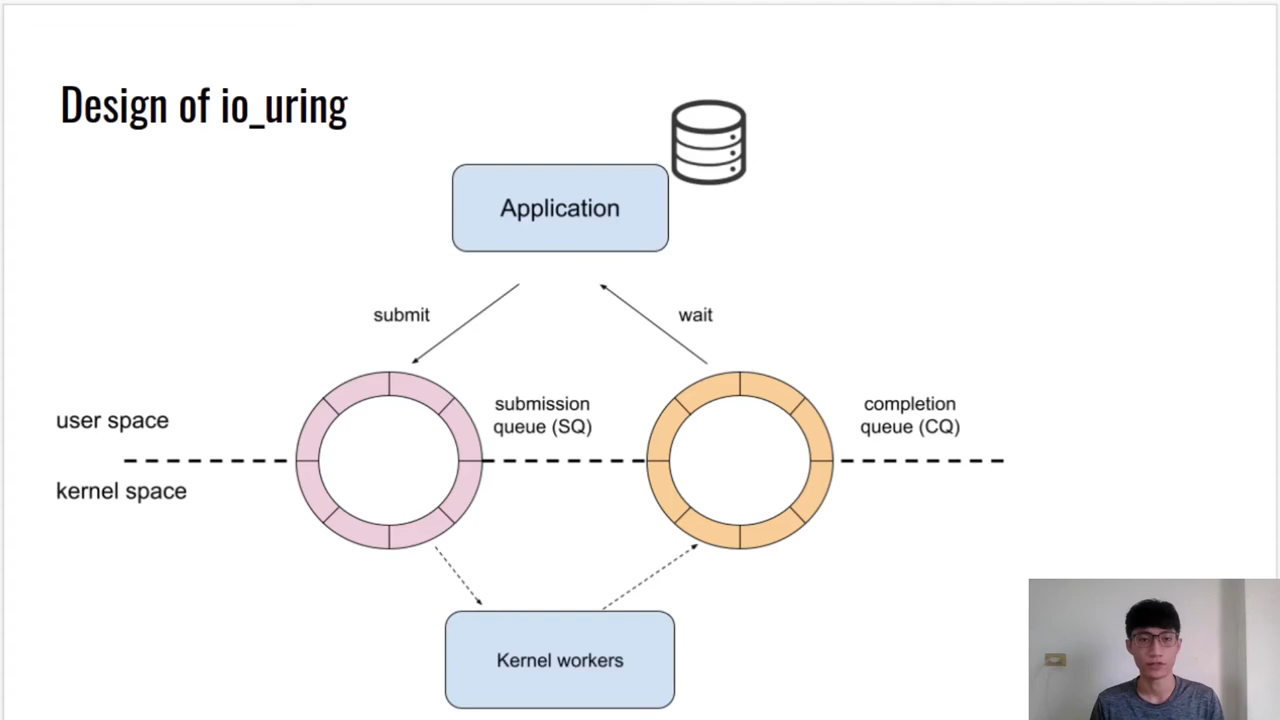 Design of io_uring
Application
submit
wait
submission
queue (SQ)
completion
queue (CQ)
user space
kernel space
Kernel workers